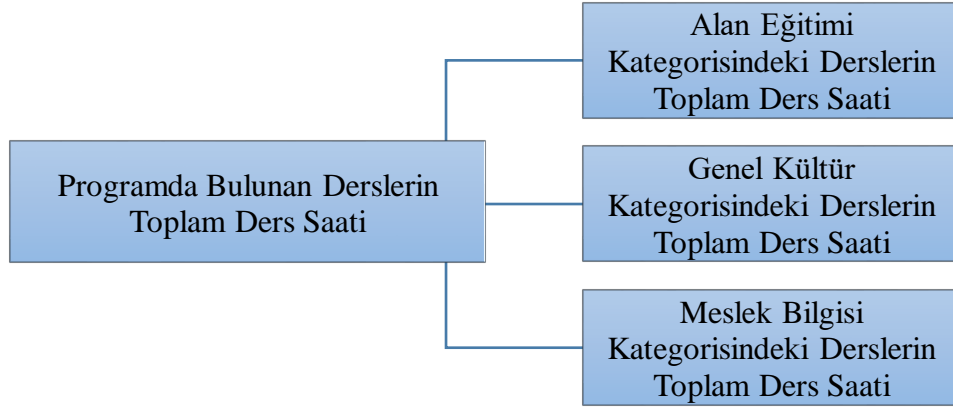 Programda Bulunan Derslerin
Toplam Ders Saati
Alan Eğitimi
Kategorisindeki Derslerin
Toplam Ders Saati
Genel Kültür
Kategorisindeki Derslerin
Toplam Ders Saati
Meslek Bilgisi
Kategorisindeki Derslerin
Toplam Ders Saati